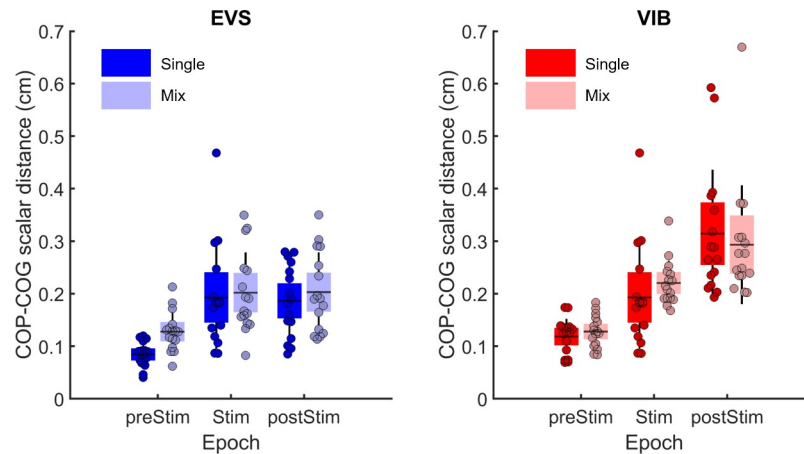 EVS
COP-COG scalar distance (cm)
0.7
0.6
0.5
0.4
0.3
0.2
0.1
0
Single
Mix
preStim Stim postStim
Epoch
VIB
COP-COG scalar distance (cm)
0.7
0.6
0.5
0.4
0.3
0.2
0.1
0
Single
Mix
preStim Stim postStim
Epoch